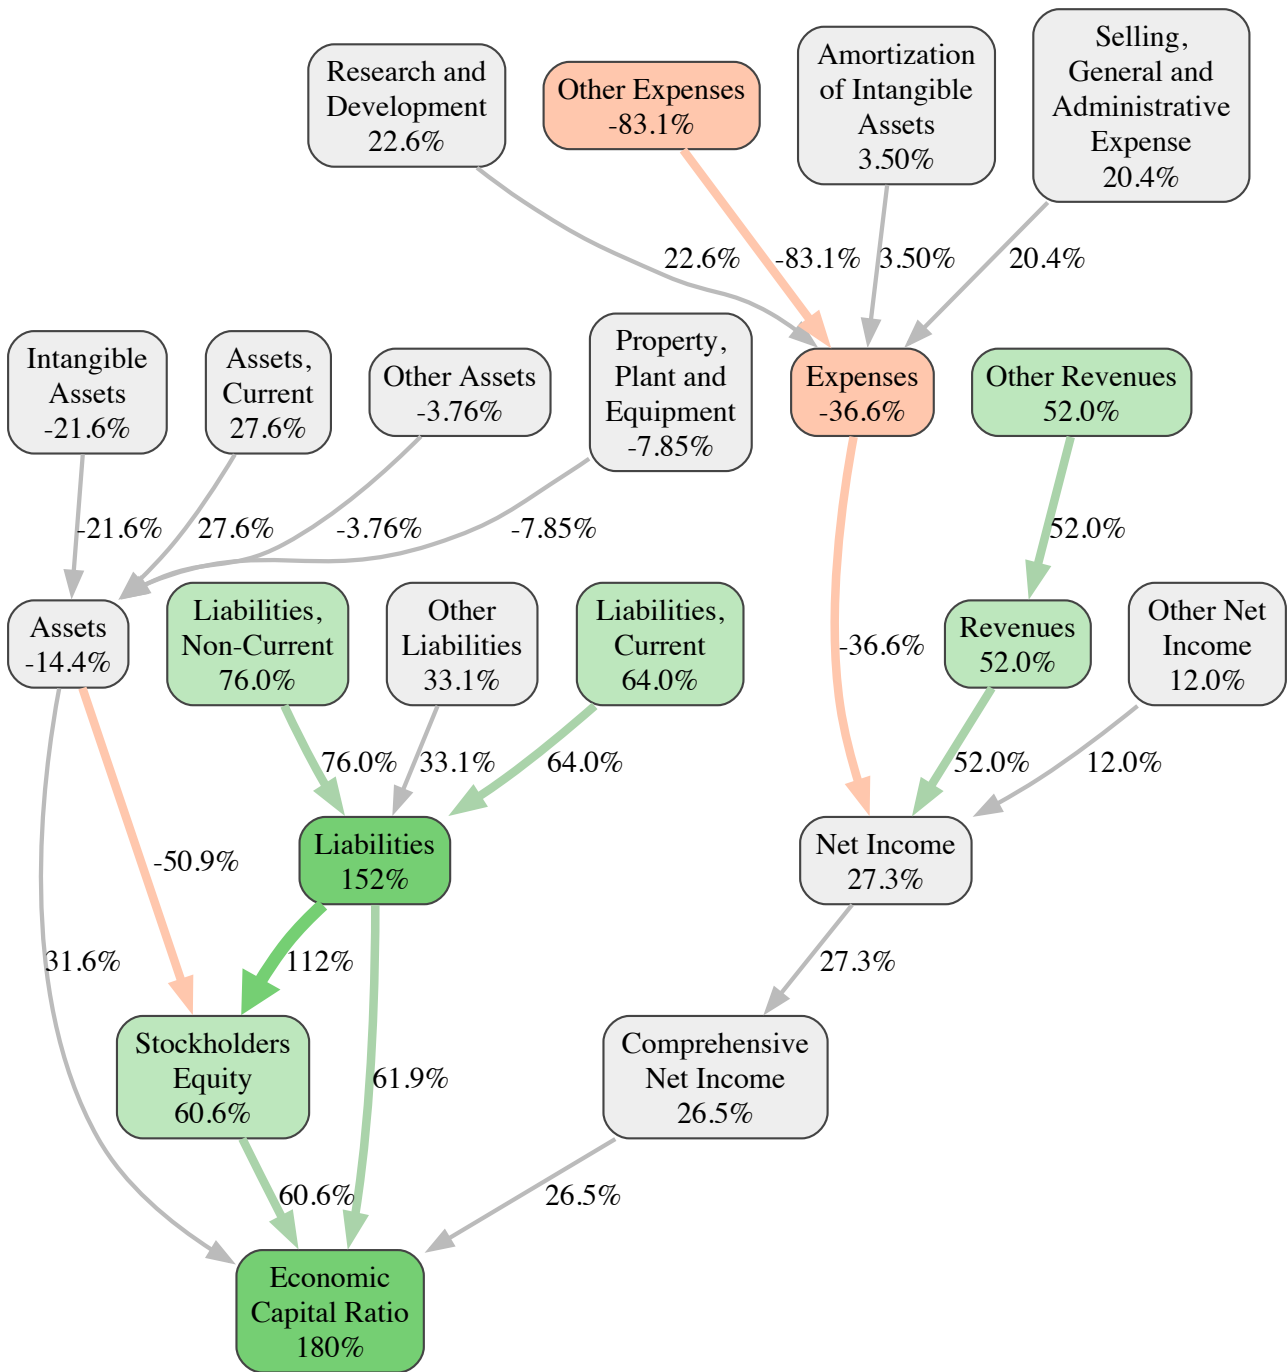 Research and
Development
22.6%
Other Expenses
-83.1%
Amortization
of Intangible
Assets
3.50%
Selling,
General and
Administrative
Expense
20.4%
22.6%
-83.1%
3.50%
20.4%
Intangible
Assets
-21.6%
Assets,
Current
27.6%
Other Assets
-3.76%
Property,
Plant and
Equipment
-7.85%
Expenses
-36.6%
Other Revenues
52.0%
-21.6%
27.6%
-3.76%
-7.85%
52.0%
Assets
-14.4%
Liabilities,
Non-Current
76.0%
Other
Liabilities
33.1%
Liabilities,
Current
64.0%
-36.6%
Revenues
52.0%
Other Net
Income
12.0%
76.0%
33.1%
64.0%
52.0%
12.0%
-50.9%
Liabilities
152%
Net Income
27.3%
31.6%
112%
27.3%
Stockholders
Equity
60.6%
61.9%
Comprehensive
Net Income
26.5%
60.6%
26.5%
Economic
Capital Ratio
180%